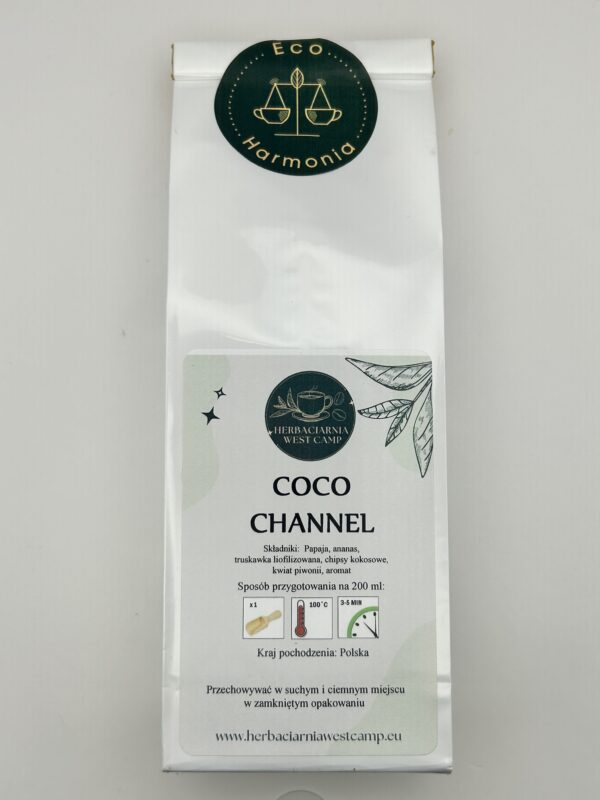 Eco
Harmonia
HERBACIARNIA
WEST CAMP
COCO
CHANNEL
Składniki: Papaja, ananas,
truskawka liofilizowana, chipsy kokosowe,
kwiat piwonii, aromat
Sposób przygotowania na 200 ml:
x1
100°C
3-5 MIN
Kraj pochodzenia: Polska
Przechowywać w suchym i ciemnym miejscu
w zamkniętym opakowaniu
www.herbaciarniawestcamp.eu